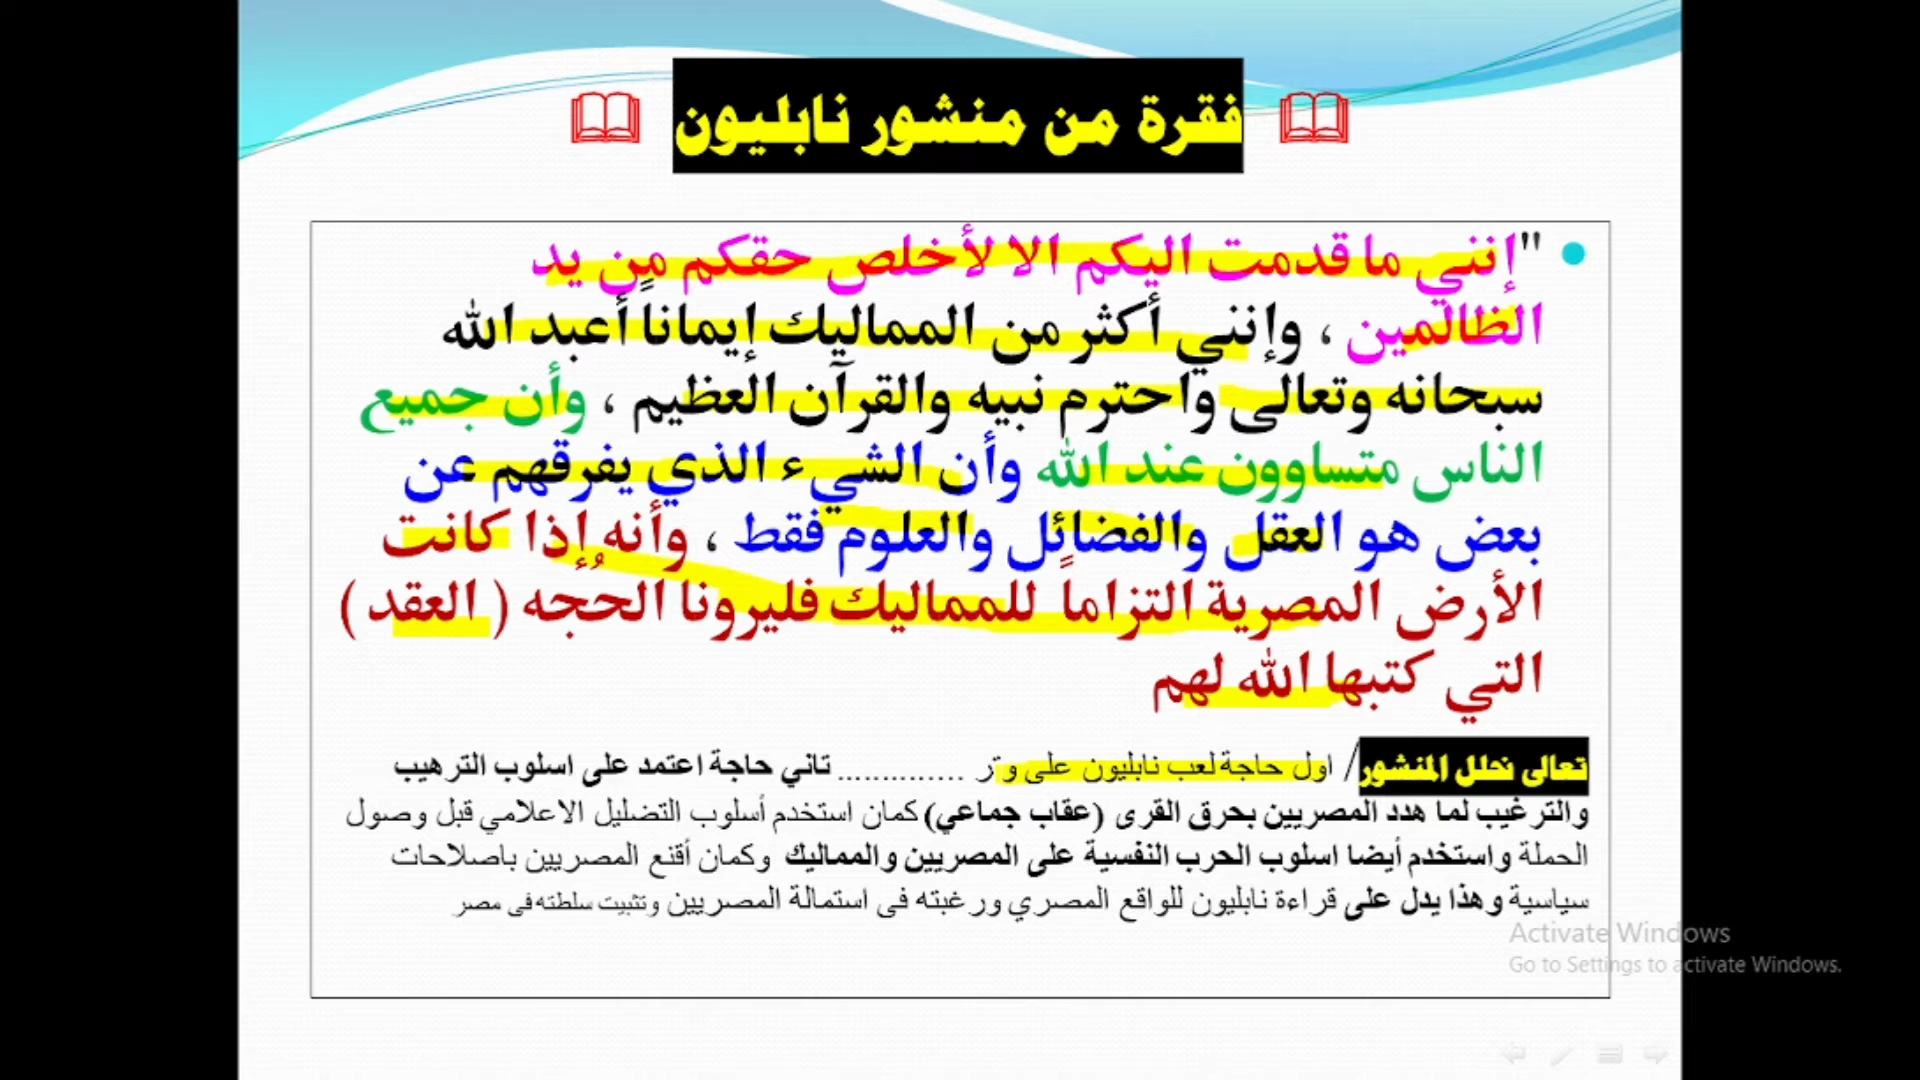 فقرة من منشور نابليون
"إنني ما قدمت اليكم الا لأخلص حقكم من يد
الظالمين ، وإنني أكثر من المماليك إيماناً أعبد الله
سبحانه وتعالى واحترم نبيه والقرآن العظيم ، وأن جميع
الناس متساوون عند الله وأن الشيء الذي يفرقهم عن
بعض هو العقل والفضائل والعلوم فقط ، وأنه إذا كانت
الأرض المصرية التزاماً للمماليك فليرونا الحُجه ( العقد )
التي كتبها الله لهم
تعالى نحلل المنشور/ اول حاجة لعب نابليون على وتر .............. تاني حاجة اعتمد على اسلوب الترهيب
والترغيب لما هدد المصريين بحرق القرى (عقاب جماعي) كمان استخدم أسلوب التضليل الاعلامي قبل وصول
الحملة واستخدم أيضا اسلوب الحرب النفسية على المصريين والمماليك وكمان أقنع المصريين باصلاحات
سياسية وهذا يدل على قراءة نابليون للواقع المصري ورغبته فى استمالة المصريين وتثبيت سلطته فى مصر
Activate Windows
Go to Settings to activate Windows.